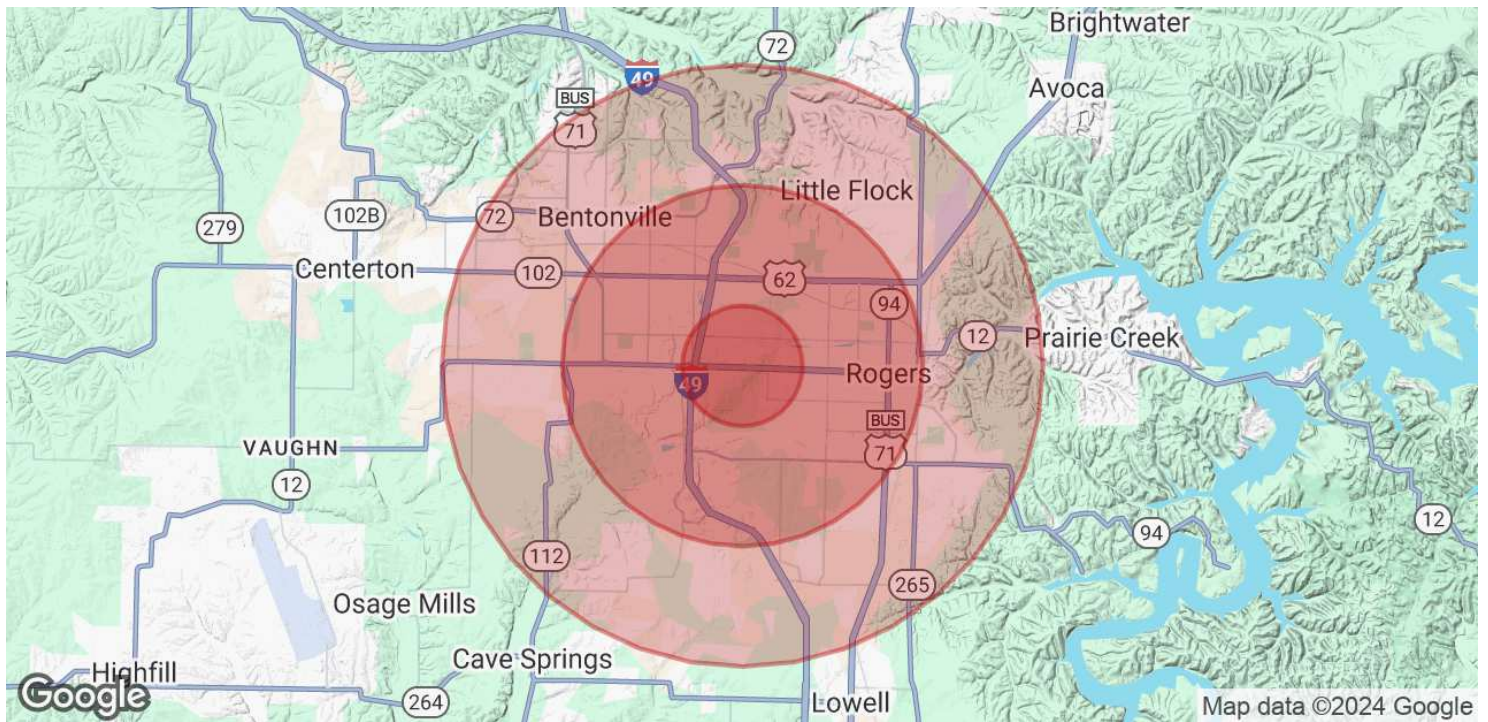 Brightwater
72
49
Avoca
BUS
71
Little Flock
102B
72
Bentonville
279
Centerton
102
62
94
12
Prairie Creek
49
Rogers
BUS
71
VAUGHN
12
12
94
112
265
Osage Mills
Cave Springs
Highfill
264
Lowell
Google
Map data ©2024 Google